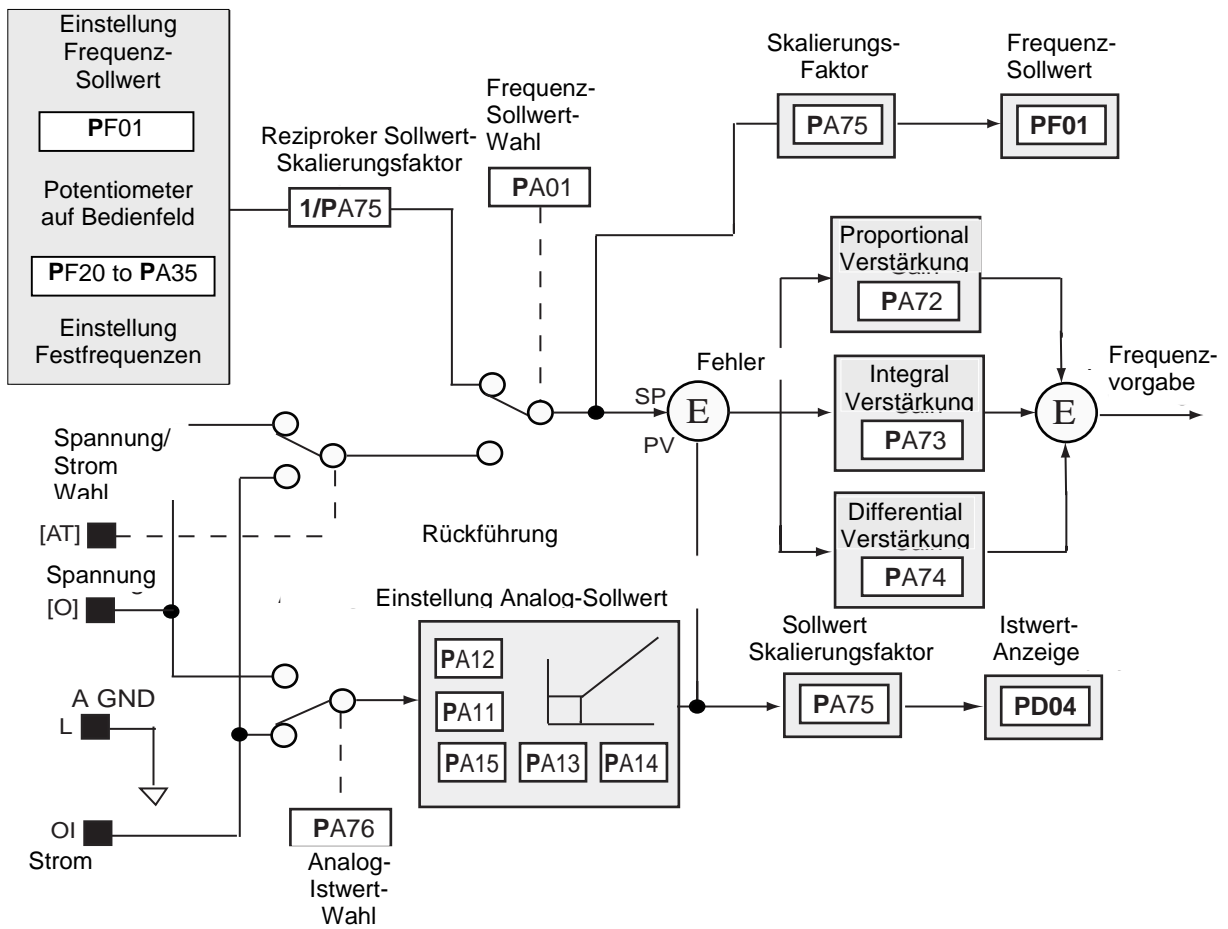 Einstellung
Frequenz-
Sollwert
PF01
Potentiometer
auf Bedienfeld
PF20 to PA35
Einstellung
Festfrequenzen
Reziproker Sollwert-
Skalierungsfaktor
1/PA75
Frequenz-
Sollwert-
Wahl
PA01
Skalierungs-
Faktor
PA75
Frequenz-
Sollwert
PF01
Proportional
Verstärkung
PA72
Integral
Verstärkung
PA73
Differential
Verstärkung
PA74
Fehler
SP
PV
E
E
Frequenz-
vorgabe
Spannung/
Strom
Wahl
[AT]
Spannung
[O]
A GND
L
OI
Strom
Rückführung
Einstellung Analog-Sollwert
PA12
PA11
PA15
PA13
PA14
PA76
Analog-
Istwert-
Wahl
Sollwert
Skalierungsfaktor
PA75
Istwert-
Anzeige
PD04